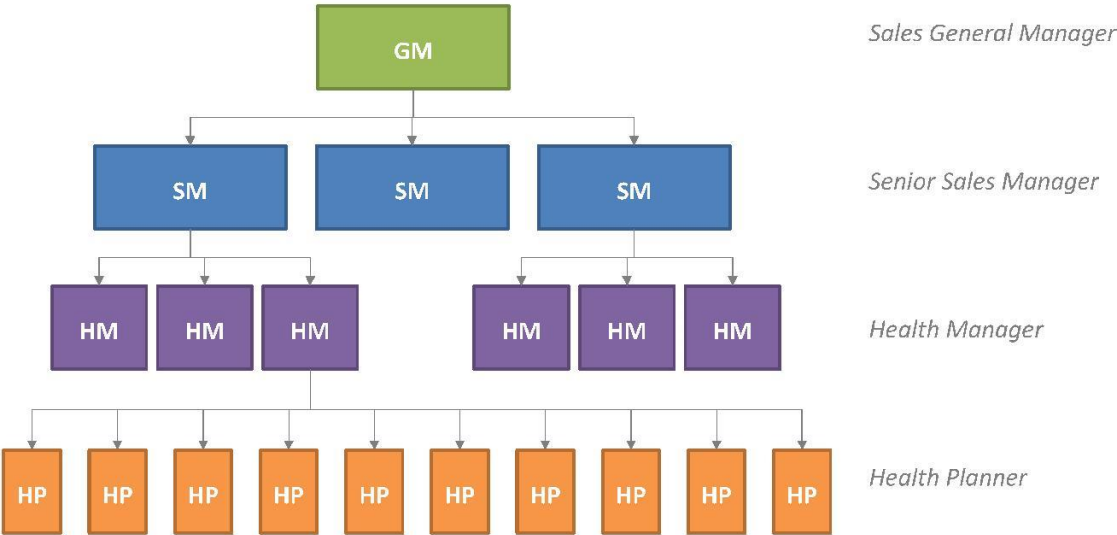 GM
Sales General Manager
SM SM SM
Senior Sales Manager
HM HM HM HM HM HM
Health Manager
HP HP HP HP HP HP HP HP HP HP
Health Planner